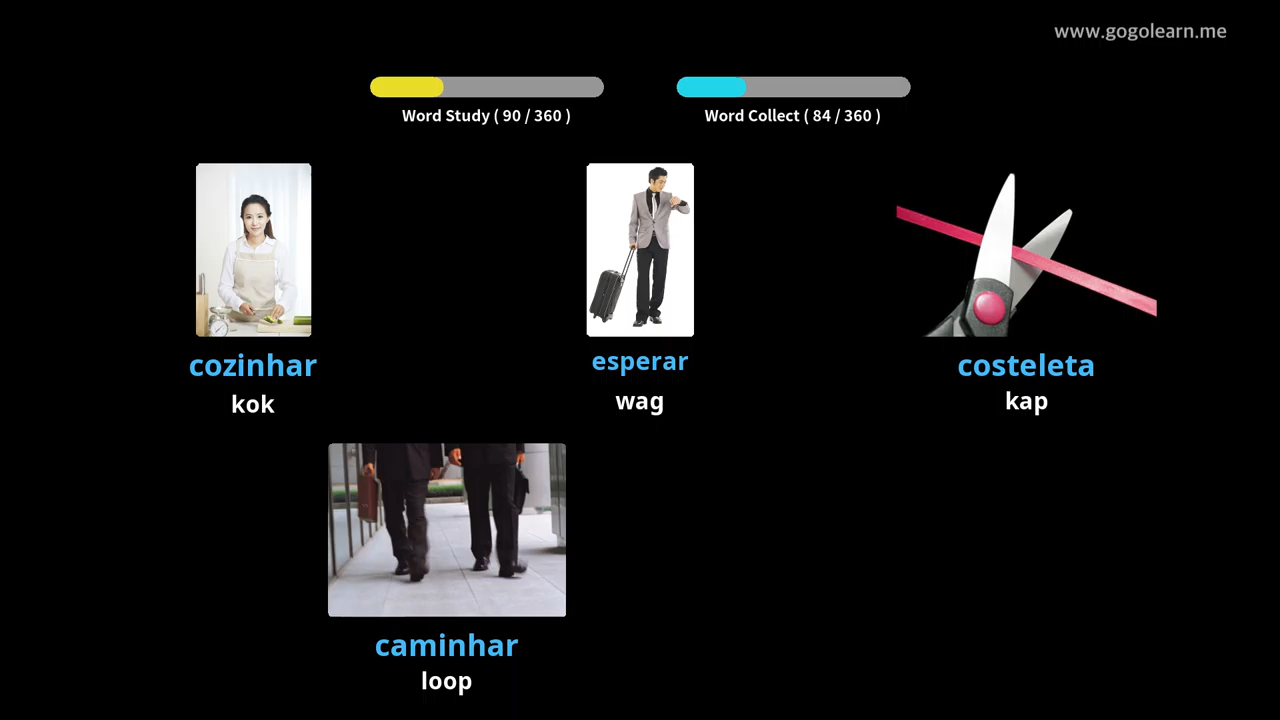 www.gogolearn.me
Word Study ( 90 / 360 )
Word Collect ( 84 / 360 )
cozinhar
kok
esperar
wag
costeleta
kap
caminhar
loop